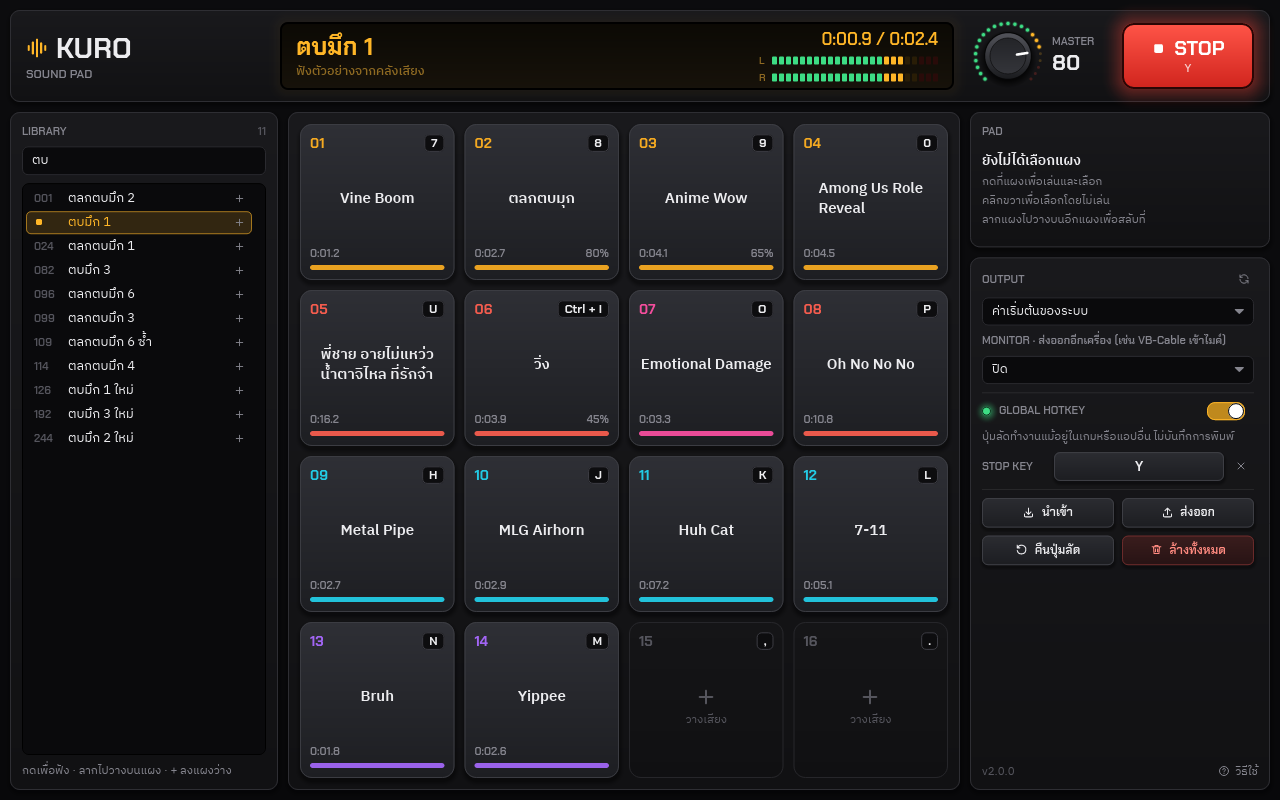 KURO
SOUND PAD
ตบมึก 1
ฟังตัวอย่างจากคลังเสียง
0:00.9 / 0:02.4
L
R
MASTER
80
STOP
Y
LIBRARY
11
ตบ
001 ตลกตบมึก 2 +
ตบมึก 1 +
024 ตลกตบมึก 1 +
082 ตบมึก 3 +
096 ตลกตบมึก 6 +
099 ตลกตบมึก 3 +
109 ตลกตบมึก 6 ซ้ำ +
114 ตลกตบมึก 4 +
126 ตบมึก 1 ใหม่ +
192 ตบมึก 3 ใหม่ +
244 ตบมึก 2 ใหม่ +
กดเพื่อฟัง · ลากไปวางบนแผง · + ลงแผงว่าง
01 7
Vine Boom
0:01.2
02 8
ตลกตบมุก
0:02.7 80%
03 9
Anime Wow
0:04.1 65%
04 0
Among Us Role
Reveal
0:04.5
05 U
พี่ชาย อายไม่แหว่ว
น้ำตาจิไหล ที่รักจ๋า
0:16.2
06 Ctrl + I
วิ่ง
0:03.9 45%
07 O
Emotional Damage
0:03.3
08 P
Oh No No No
0:10.8
09 H
Metal Pipe
0:02.7
10 J
MLG Airhorn
0:02.9
11 K
Huh Cat
0:07.2
12 L
7-11
0:05.1
13 N
Bruh
0:01.8
14 M
Yippee
0:02.6
15 ,
+
วางเสียง
16 .
+
วางเสียง
PAD
ยังไม่ได้เลือกแผง
กดที่แผงเพื่อเล่นและเลือก
คลิกขวาเพื่อเลือกโดยไม่เล่น
ลากแผงไปวางบนอีกแผงเพื่อสลับที่
OUTPUT
ค่าเริ่มต้นของระบบ
MONITOR · ส่งออกอีกเครื่อง (เช่น VB-Cable เข้าไมค์)
ปิด
GLOBAL HOTKEY
ปุ่มลัดทำงานแม้อยู่ในเกมหรือแอปอื่น ไม่บันทึกการพิมพ์
STOP KEY Y ×
นำเข้า
ส่งออก
คืนปุ่มลัด
ล้างทั้งหมด
v2.0.0
วิธีใช้